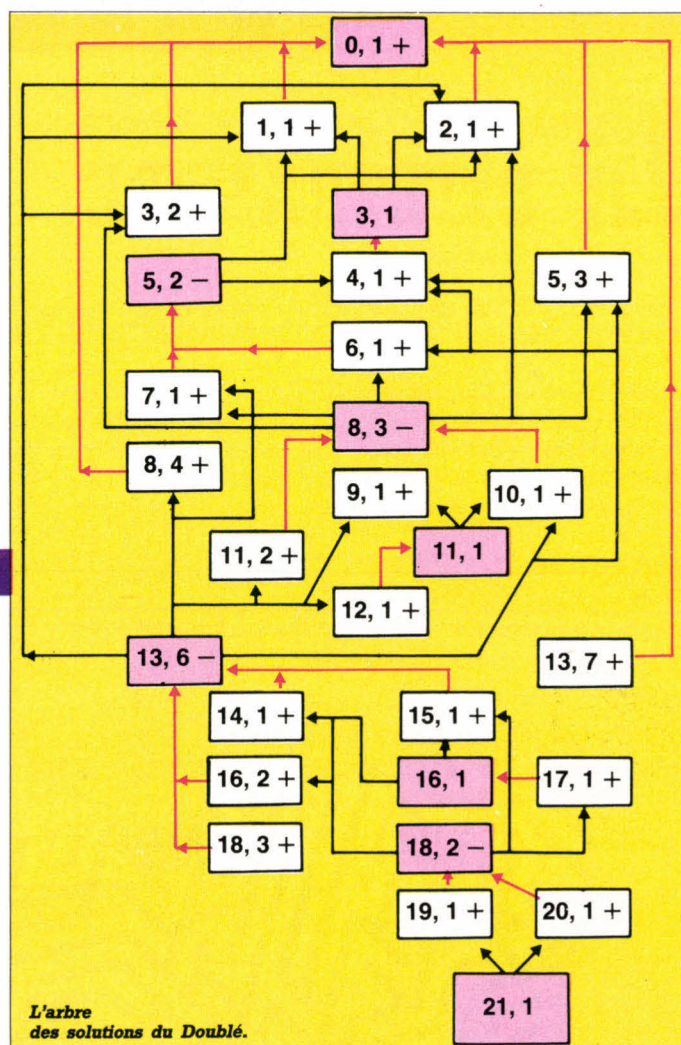 0, 1 +
1, 1 +
2, 1 +
3, 2 +
3, 1
5, 2 −
4, 1 +
5, 3 +
6, 1 +
7, 1 +
8, 3 −
8, 4 +
9, 1 +
10, 1 +
11, 2 +
11, 1
12, 1 +
13, 6 −
13, 7 +
14, 1 +
15, 1 +
16, 2 +
16, 1
17, 1 +
18, 3 +
18, 2 −
19, 1 +
20, 1 +
21, 1
L'arbre
des solutions du Doublé.